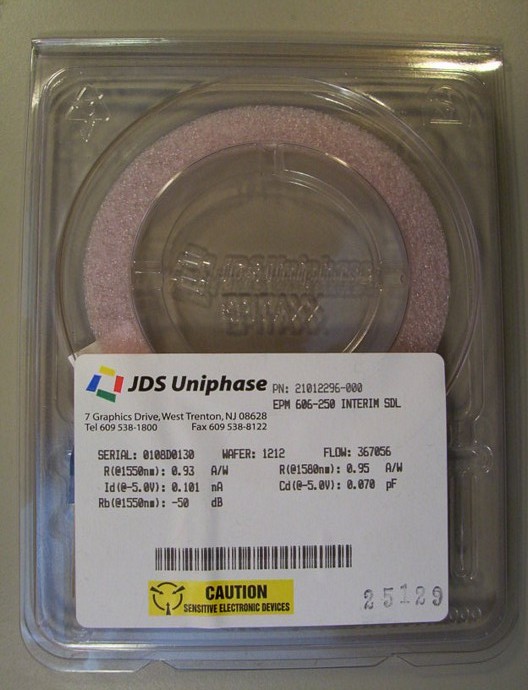 JDS Uniphase
EPITAXX
JDS Uniphase PN: 21012296-000
EPM 606-250 INTERIM SDL
7 Graphics Drive, West Trenton, NJ 08628
Tel 609 538-1800 Fax 609 538-8122
SERIAL: 0108D0130 WAFER: 1212 FLOW: 367056
R(@1550nm): 0.93 A/W R(@1580nm): 0.95 A/W
Id(@-5.0V): 0.101 nA Cd(@-5.0V): 0.070 pF
Rb(@1550nm): -50 dB
CAUTION
SENSITIVE ELECTRONIC DEVICES
25129